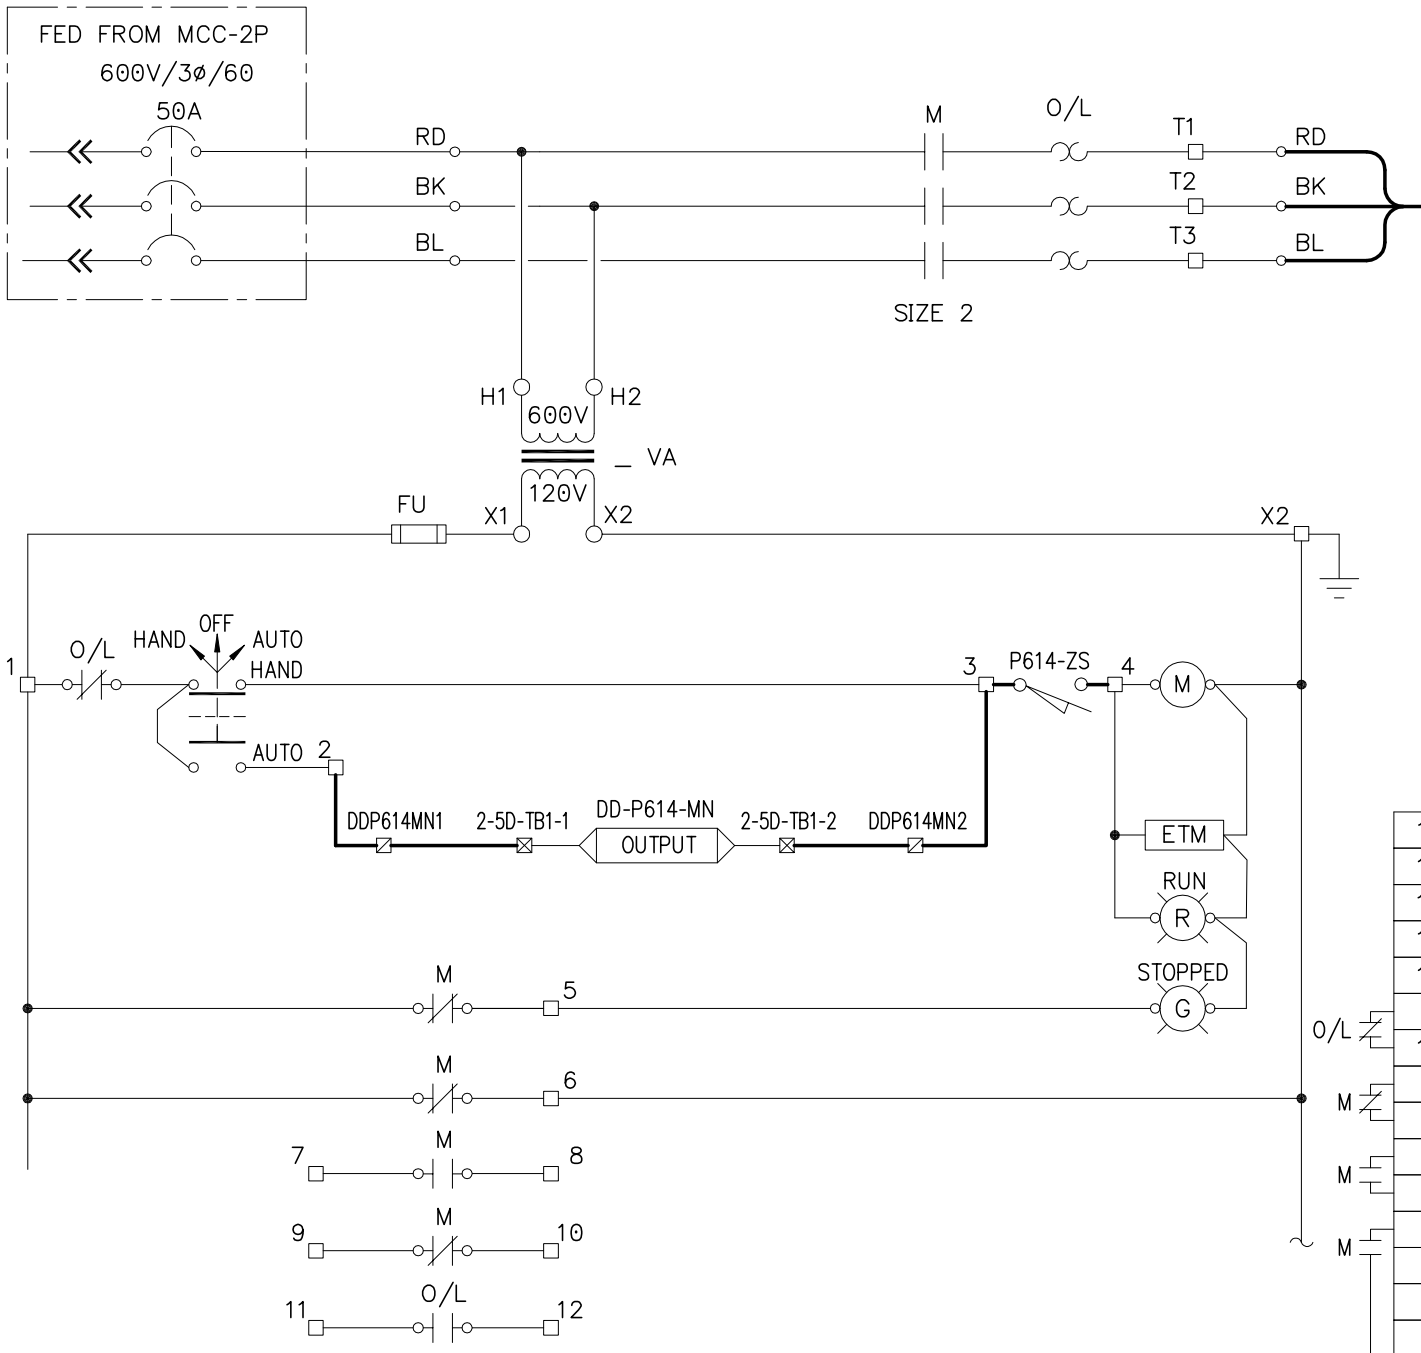 FED FROM MCC-2P
600V/3ø/60
50A
RD
BK
BL
M
O/L
T1
T2
T3
RD
BK
BL
SIZE 2
H1
H2
600V
_ VA
120V
FU
X1
X2
X2
1
O/L
HAND
OFF
AUTO
HAND
AUTO
2
3
P614-ZS
4
M
DDP614MN1
2-5D-TB1-1
DD-P614-MN
OUTPUT
2-5D-TB1-2
DDP614MN2
ETM
RUN
R
STOPPED
G
M
5
M
6
7
M
8
9
M
10
11
O/L
12
O/L
M
M
M